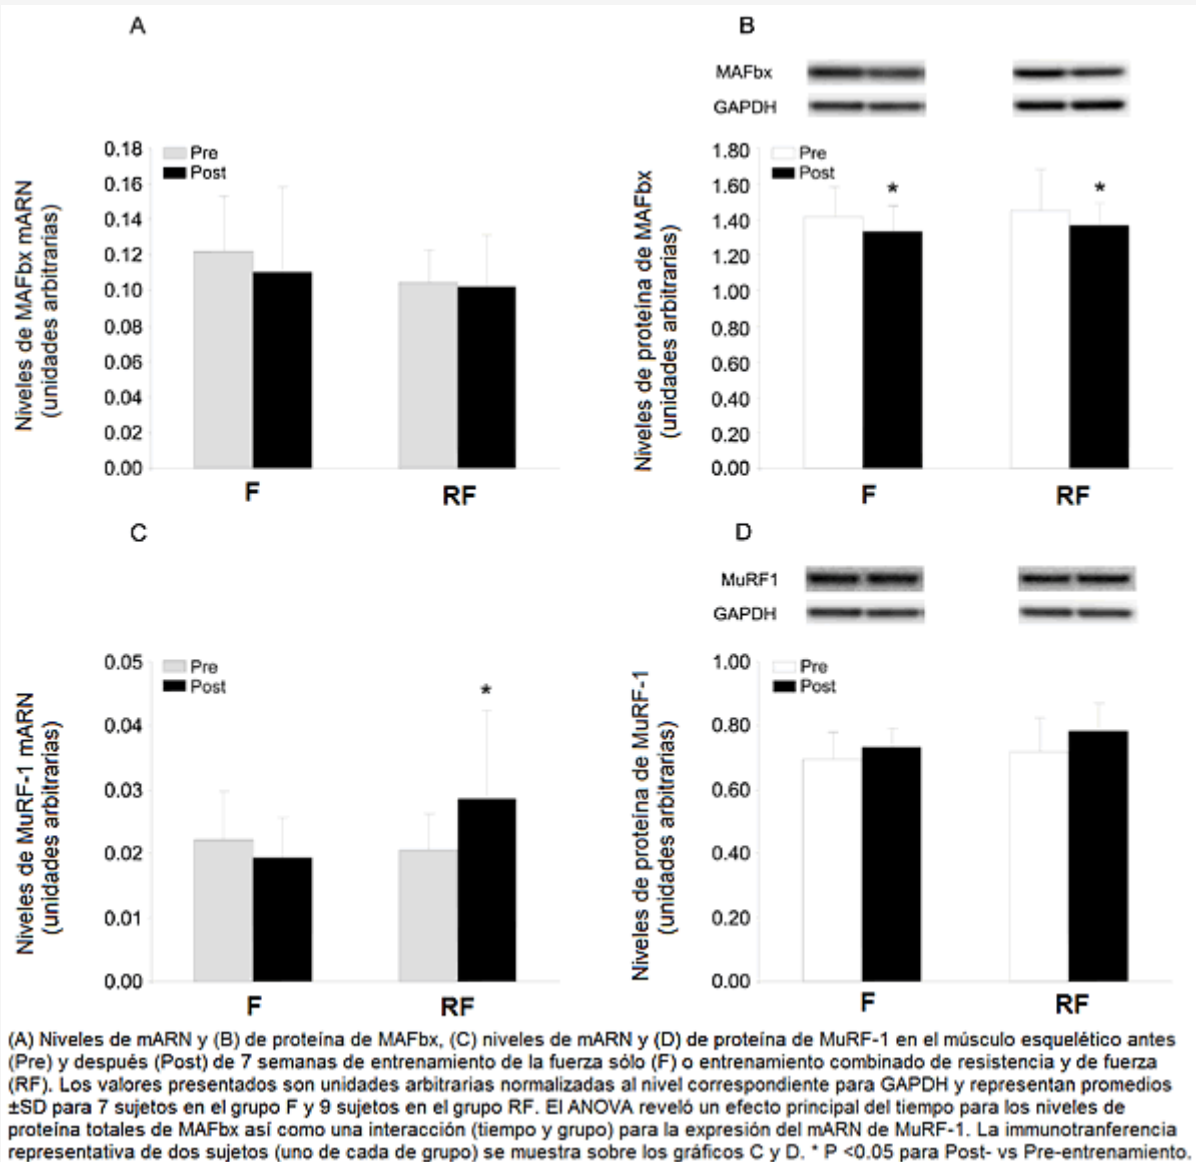 A
B
MAFbx
GAPDH
Niveles de MAFbx mARN
(unidades arbitrarias)
0.18
0.16
0.14
0.12
0.10
0.08
0.06
0.04
0.02
0.00
Pre
Post
F
RF
Niveles de proteína de MAFbx
(unidades arbitrarias)
1.80
1.60
1.40
1.20
1.00
0.80
0.60
0.40
0.20
0.00
Pre
Post
*
*
F
RF
C
D
MuRF1
GAPDH
Niveles de MuRF-1 mARN
(unidades arbitrarias)
0.05
0.04
0.03
0.02
0.01
0.00
Pre
Post
*
F
RF
Niveles de proteína de MuRF-1
(unidades arbitrarias)
1.00
0.80
0.60
0.40
0.20
0.00
Pre
Post
F
RF
(A) Niveles de mARN y (B) de proteína de MAFbx, (C) niveles de mARN y (D) de proteína de MuRF-1 en el músculo esquelético antes
(Pre) y después (Post) de 7 semanas de entrenamiento de la fuerza sólo (F) o entrenamiento combinado de resistencia y de fuerza
(RF). Los valores presentados son unidades arbitrarias normalizadas al nivel correspondiente para GAPDH y representan promedios
±SD para 7 sujetos en el grupo F y 9 sujetos en el grupo RF. El ANOVA reveló un efecto principal del tiempo para los niveles de
proteína totales de MAFbx así como una interacción (tiempo y grupo) para la expresión del mARN de MuRF-1. La immunotranferencia
representativa de dos sujetos (uno de cada de grupo) se muestra sobre los gráficos C y D. * P <0.05 para Post- vs Pre-entrenamiento.